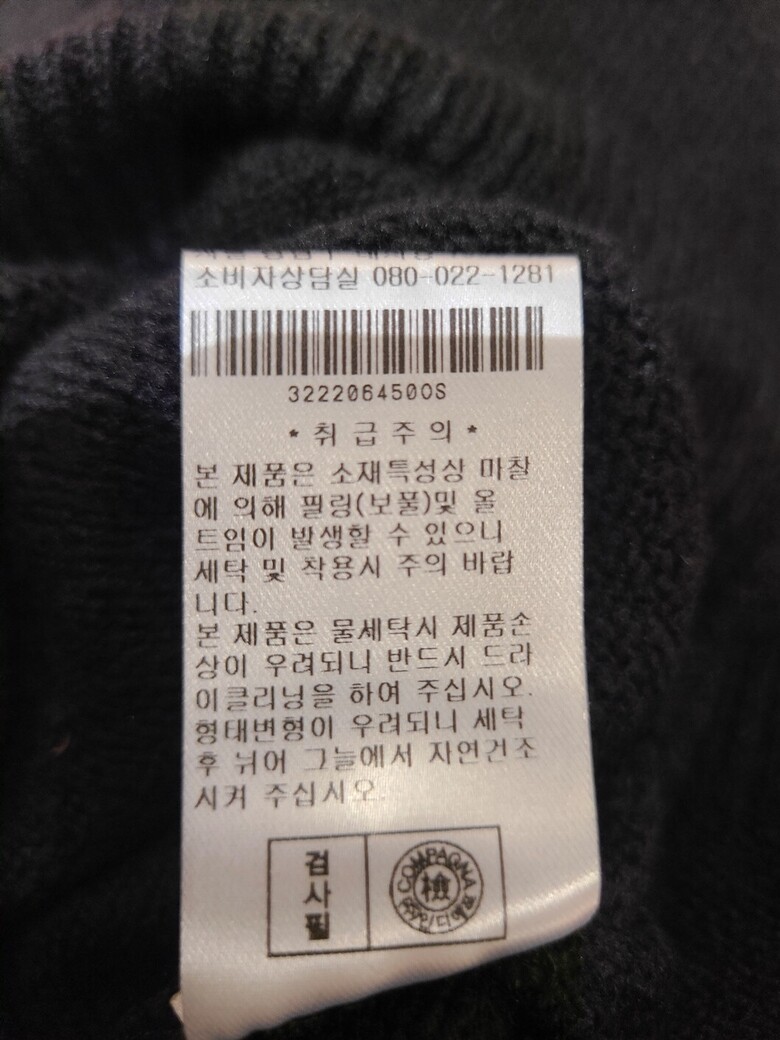 소비자상담실 080-022-1281
3222064500S
*취급주의*
본 제품은 소재특성상 마찰
에 의해 필링(보풀)및 올
트임이 발생할 수 있으니
세탁 및 착용시 주의 바랍
니다.
본 제품은 물세탁시 제품손
상이 우려되니 반드시 드라
이클리닝을 하여 주십시오.
형태변형이 우려되니 세탁
후 뉘어 그늘에서 자연건조
시켜 주십시오.
검
사
필
COMPAGNA
檢